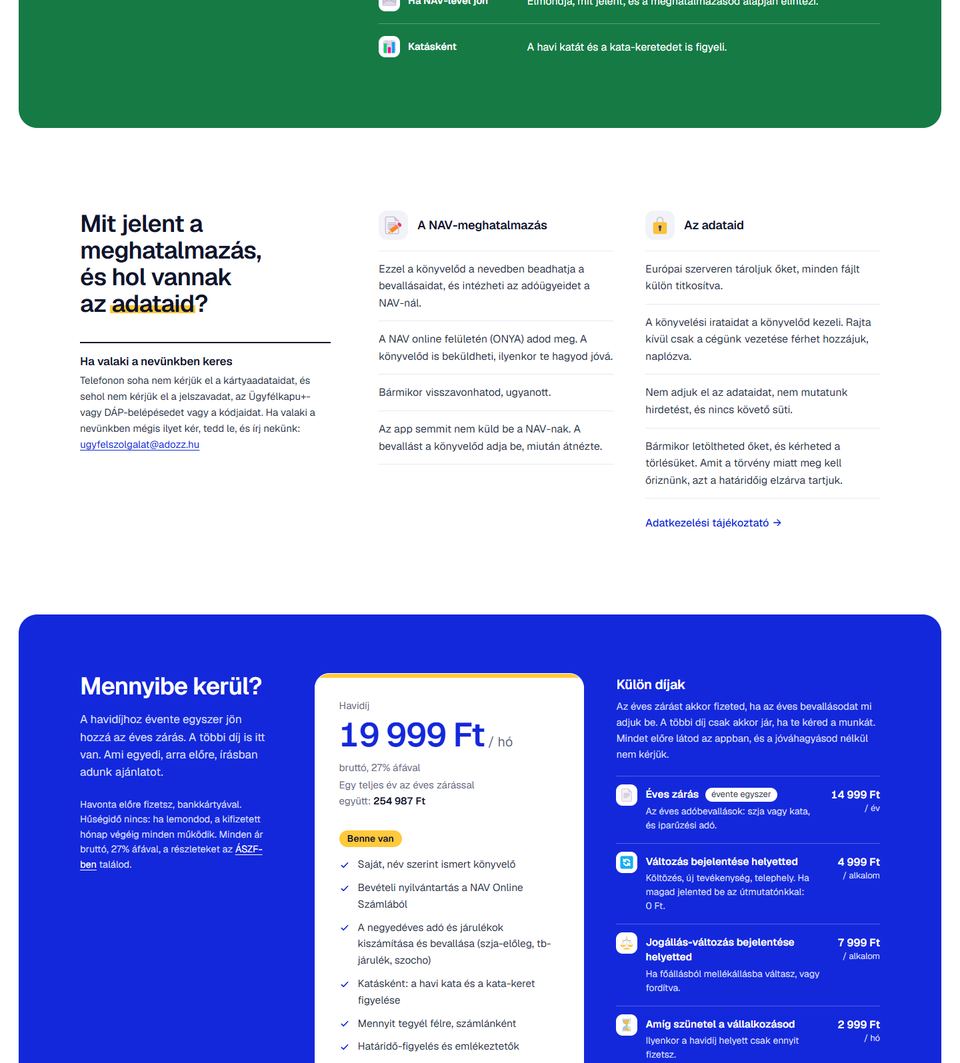 Ha NAV-levél jön
Elmondja, mit jelent, és a meghatalmazásod alapján elintézi.
Katásként
A havi katát és a kata-keretedet is figyeli.
Mit jelent a
meghatalmazás,
és hol vannak
az adataid?
Ha valaki a nevünkben keres
Telefonon soha nem kérjük el a kártyaadataidat, és
sehol nem kérjük el a jelszavadat, az Ügyfélkapu+-
vagy DÁP-belépésedet vagy a kódjaidat. Ha valaki a
nevünkben mégis ilyet kér, tedd le, és írj nekünk:
ugyfelszolgalat@adozz.hu
A NAV-meghatalmazás
Ezzel a könyvelőd a nevedben beadhatja a
bevallásaidat, és intézheti az adóügyeidet a
NAV-nál.
A NAV online felületén (ONYA) adod meg. A
könyvelőd is beküldheti, ilyenkor te hagyod jóvá.
Bármikor visszavonhatod, ugyanott.
Az app semmit nem küld be a NAV-nak. A
bevallást a könyvelőd adja be, miután átnézte.
Az adataid
Európai szerveren tároljuk őket, minden fájlt
külön titkosítva.
A könyvelési irataidat a könyvelőd kezeli. Rajta
kívül csak a cégünk vezetése férhet hozzájuk,
naplózva.
Nem adjuk el az adataidat, nem mutatunk
hirdetést, és nincs követő süti.
Bármikor letöltheted őket, és kérheted a
törlésüket. Amit a törvény miatt meg kell
őriznünk, azt a határidőig elzárva tartjuk.
Adatkezelési tájékoztató →
Mennyibe kerül?
A havidíjhoz évente egyszer jön
hozzá az éves zárás. A többi díj is itt
van. Ami egyedi, arra előre, írásban
adunk ajánlatot.
Havonta előre fizetsz, bankkártyával.
Hűségidő nincs: ha lemondod, a kifizetett
hónap végéig minden működik. Minden ár
bruttó, 27% áfával, a részleteket az ÁSZF-
ben találod.
Havidíj
19 999 Ft / hó
bruttó, 27% áfával
Egy teljes év az éves zárással
együtt: 254 987 Ft
Benne van
Saját, név szerint ismert könyvelő
Bevételi nyilvántartás a NAV Online
Számlából
A negyedéves adó és járulékok
kiszámítása és bevallása (szja-előleg, tb-
járulék, szocho)
Katásként: a havi kata és a kata-keret
figyelése
Mennyit tegyél félre, számlánként
Határidő-figyelés és emlékeztetők
Külön díjak
Az éves zárást akkor fizeted, ha az éves bevallásodat mi
adjuk be. A többi díj csak akkor jár, ha te kéred a munkát.
Mindet előre látod az appban, és a jóváhagyásod nélkül
nem kérjük.
Éves zárás évente egyszer 14 999 Ft
/ év
Az éves adóbevallások: szja vagy kata,
és iparűzési adó.
Változás bejelentése helyetted 4 999 Ft
/ alkalom
Költözés, új tevékenység, telephely. Ha
magad jelented be az útmutatónkkal:
0 Ft.
Jogállás-változás bejelentése 7 999 Ft
helyetted / alkalom
Ha főállásból mellékállásba váltasz, vagy
fordítva.
Amíg szünetel a vállalkozásod 2 999 Ft
/ hó
Ilyenkor a havidíj helyett csak ennyit
fizetsz.